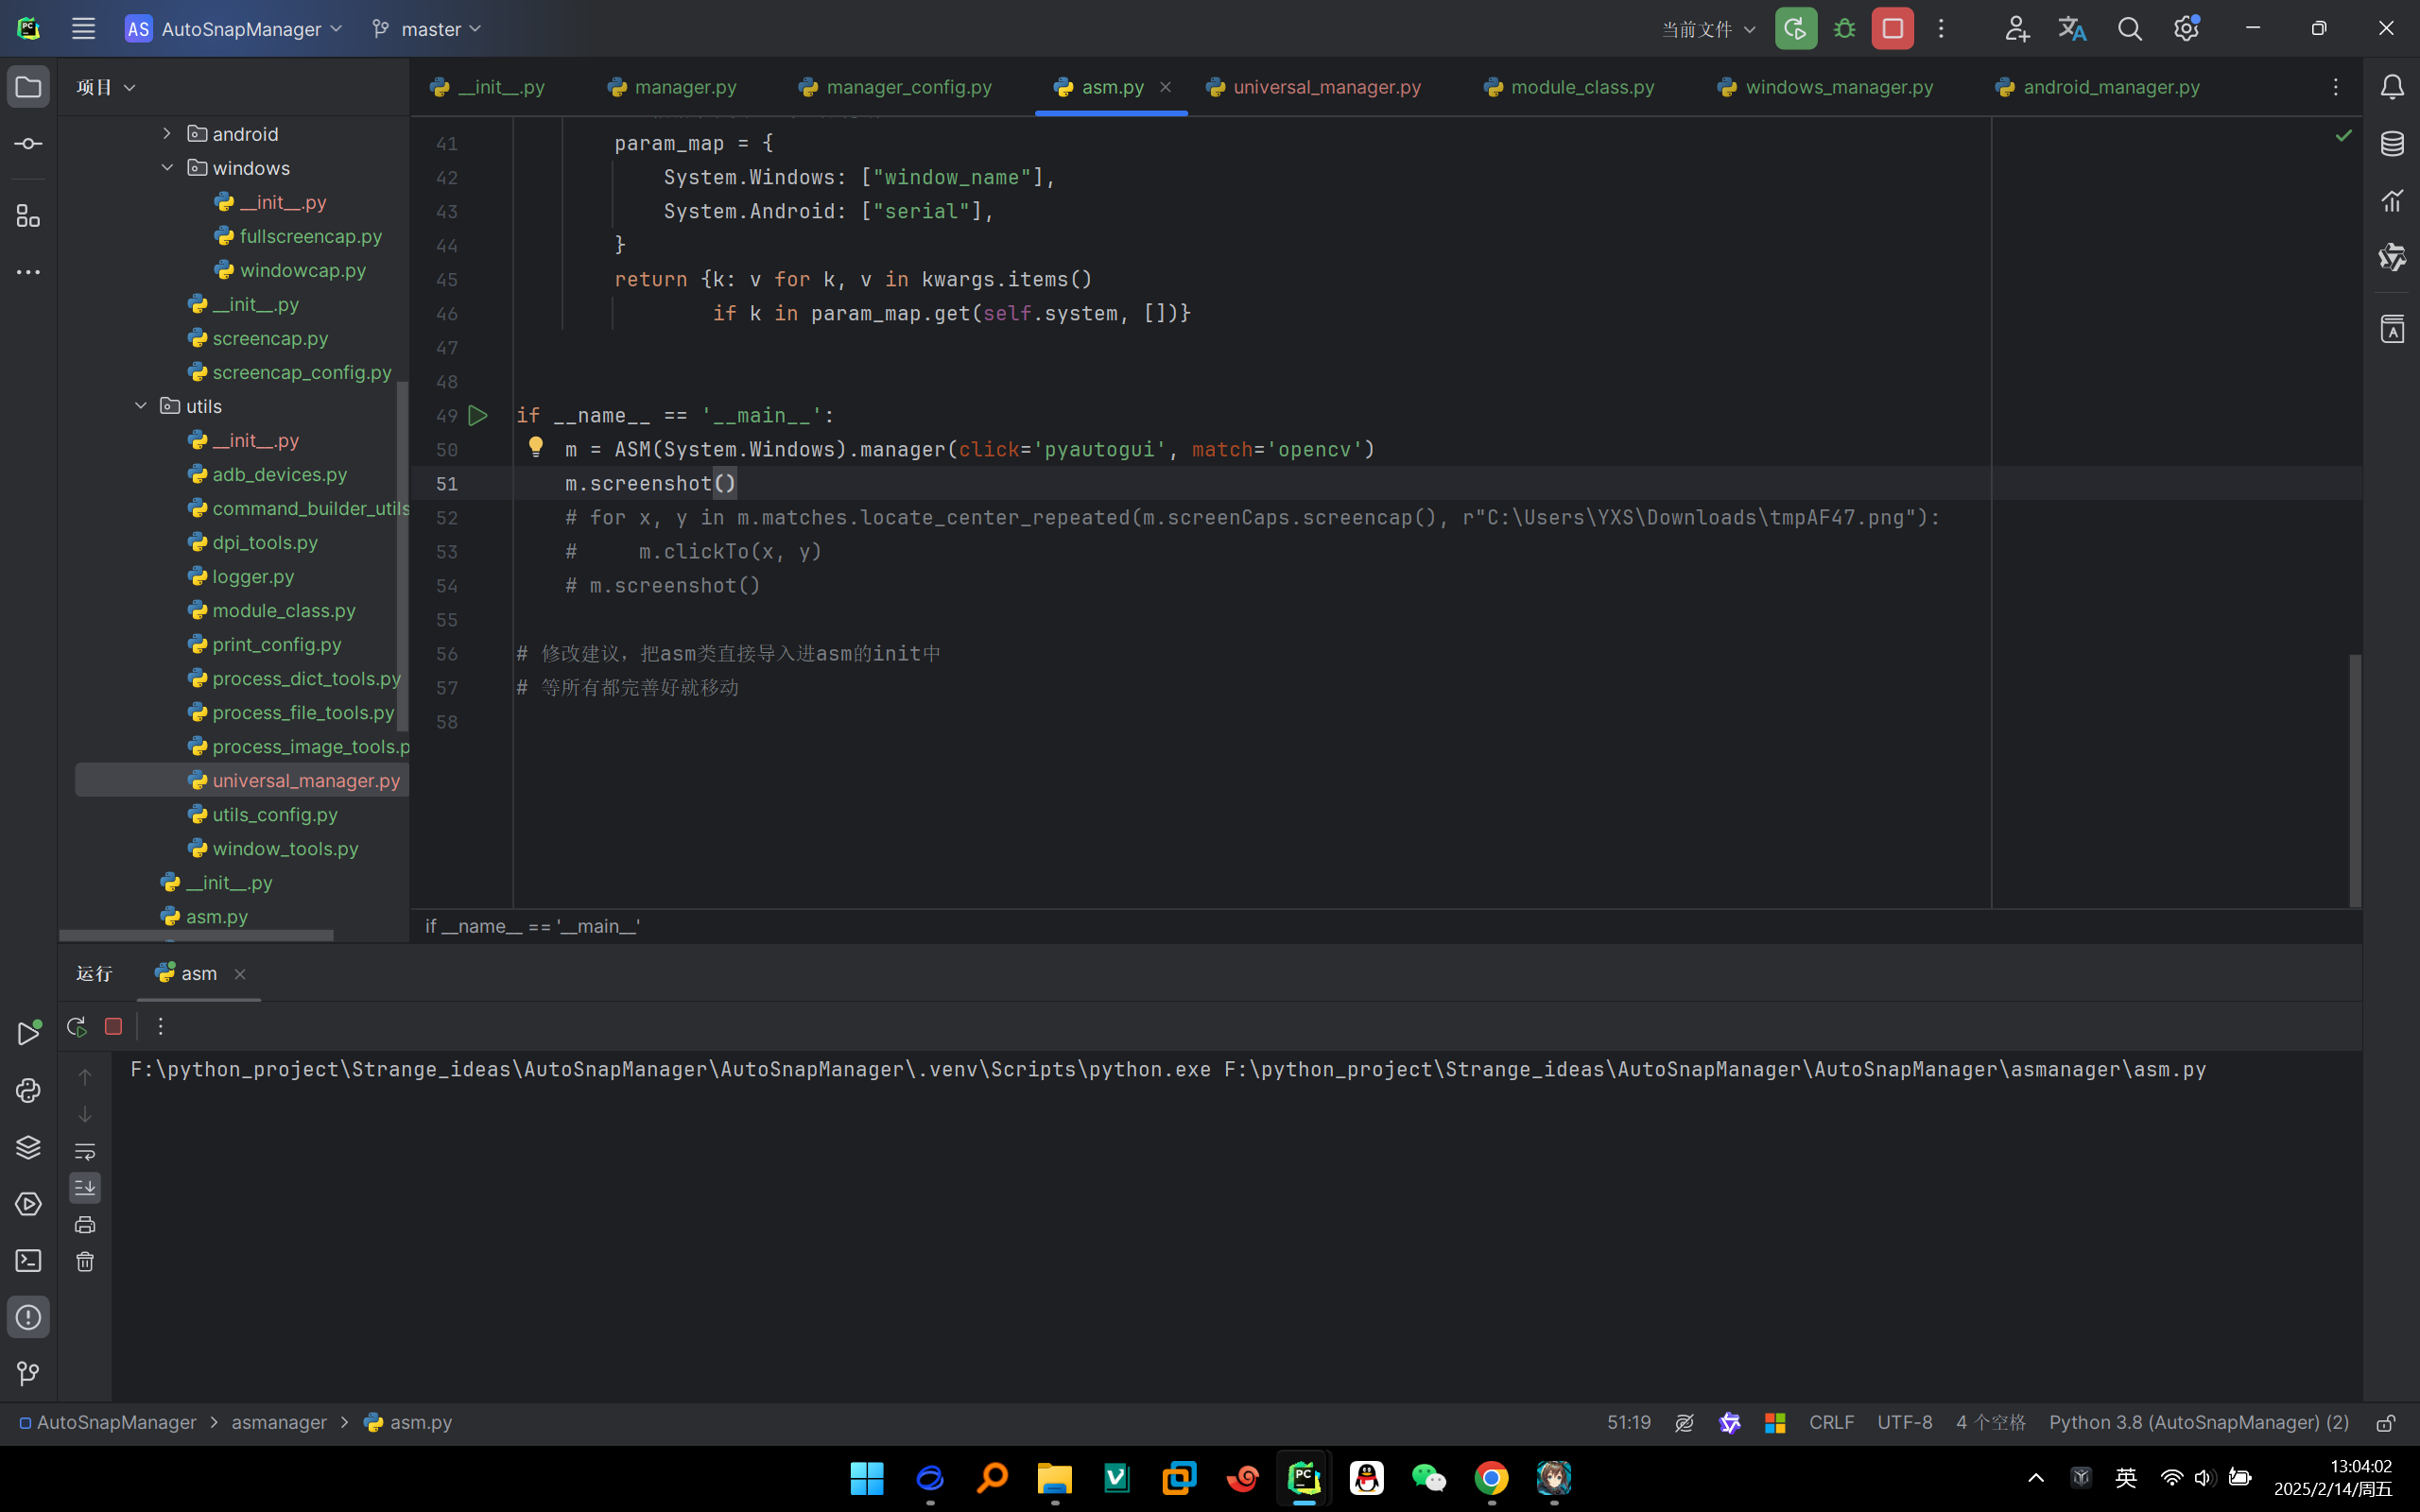 AS AutoSnapManager master 当前文件
项目
__init__.py manager.py manager_config.py asm.py universal_manager.py module_class.py windows_manager.py android_manager.py
android
windows
__init__.py
fullscreencap.py
windowcap.py
__init__.py
screencap.py
screencap_config.py
utils
__init__.py
adb_devices.py
command_builder_utils
dpi_tools.py
logger.py
module_class.py
print_config.py
process_dict_tools.py
process_file_tools.py
process_image_tools.p
universal_manager.py
utils_config.py
window_tools.py
__init__.py
asm.py
41 param_map = {
42 System.Windows: ["window_name"],
43 System.Android: ["serial"],
44 }
45 return {k: v for k, v in kwargs.items()
46 if k in param_map.get(self.system, [])}
47
48
49 if __name__ == '__main__':
50 m = ASM(System.Windows).manager(click='pyautogui', match='opencv')
51 m.screenshot()
52 # for x, y in m.matches.locate_center_repeated(m.screenCaps.screencap(), r"C:\Users\YXS\Downloads\tmpAF47.png"):
53 #     m.clickTo(x, y)
54 # m.screenshot()
55
56 # 修改建议，把asm类直接导入进asm的init中
57 # 等所有都完善好就移动
58
if __name__ == '__main__'
运行 asm
F:\python_project\Strange_ideas\AutoSnapManager\AutoSnapManager\.venv\Scripts\python.exe F:\python_project\Strange_ideas\AutoSnapManager\AutoSnapManager\asmanager\asm.py
AutoSnapManager > asmanager > asm.py 51:19 CRLF UTF-8 4 个空格 Python 3.8 (AutoSnapManager) (2)
英 13:04:02
2025/2/14/周五